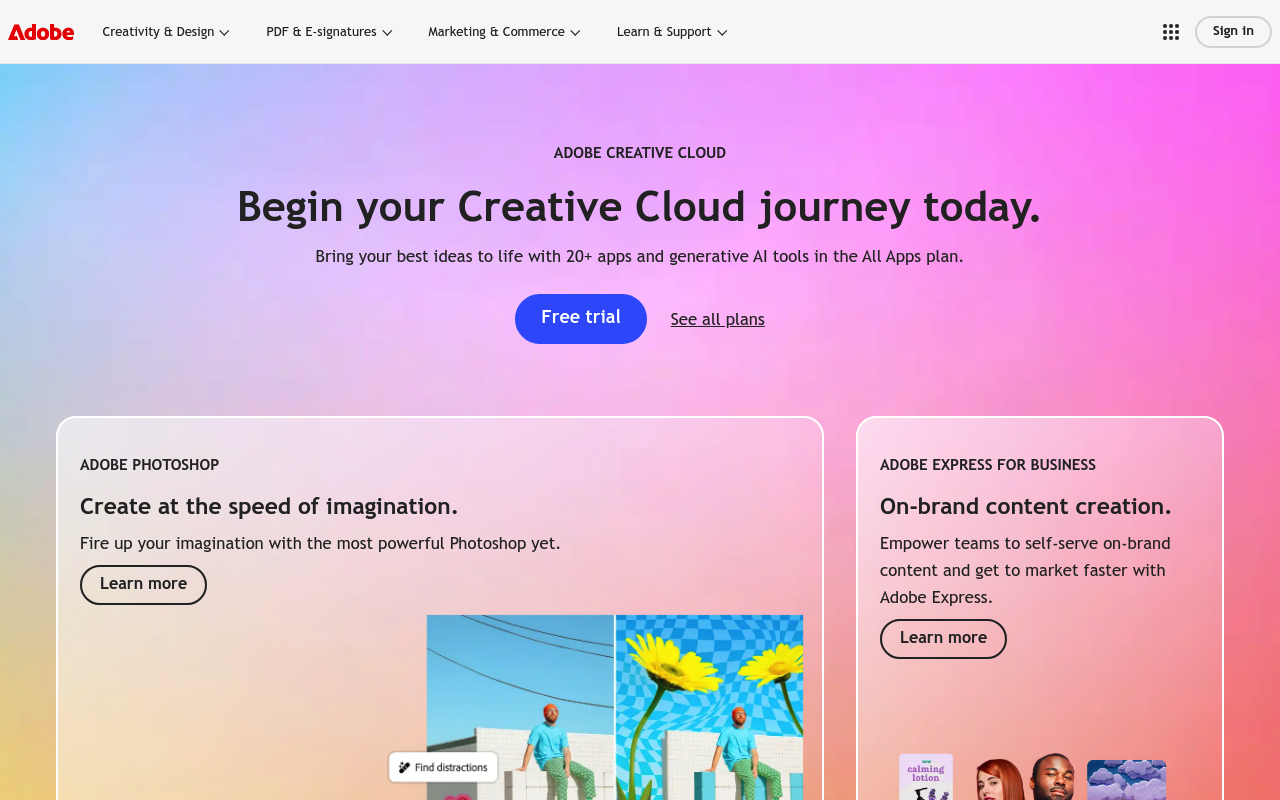 Adobe
Creativity & Design
PDF & E-signatures
Marketing & Commerce
Learn & Support
Sign in
ADOBE CREATIVE CLOUD
Begin your Creative Cloud journey today.
Bring your best ideas to life with 20+ apps and generative AI tools in the All Apps plan.
Free trial
See all plans
ADOBE PHOTOSHOP
Create at the speed of imagination.
Fire up your imagination with the most powerful Photoshop yet.
Learn more
Find distractions
ADOBE EXPRESS FOR BUSINESS
On-brand content creation.
Empower teams to self-serve on-brand
content and get to market faster with
Adobe Express.
Learn more
new
calming
lotion